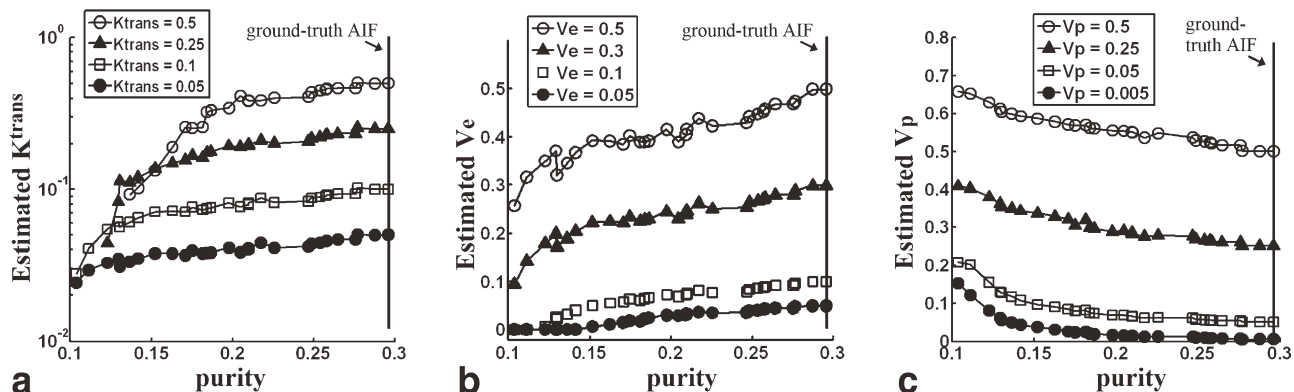 Ktrans = 0.5
Ktrans = 0.25
Ktrans = 0.1
Ktrans = 0.05
ground-truth AIF
Estimated Ktrans
10^0
10^-1
10^-2
0.1 0.15 0.2 0.25 0.3
purity
a
Ve = 0.5
Ve = 0.3
Ve = 0.1
Ve = 0.05
ground-truth AIF
Estimated Ve
0.5
0.4
0.3
0.2
0.1
0
0.1 0.15 0.2 0.25 0.3
purity
b
Vp = 0.5
Vp = 0.25
Vp = 0.05
Vp = 0.005
ground-
truth AIF
Estimated Vp
0.8
0.7
0.6
0.5
0.4
0.3
0.2
0.1
0
0.1 0.15 0.2 0.25 0.3
purity
c